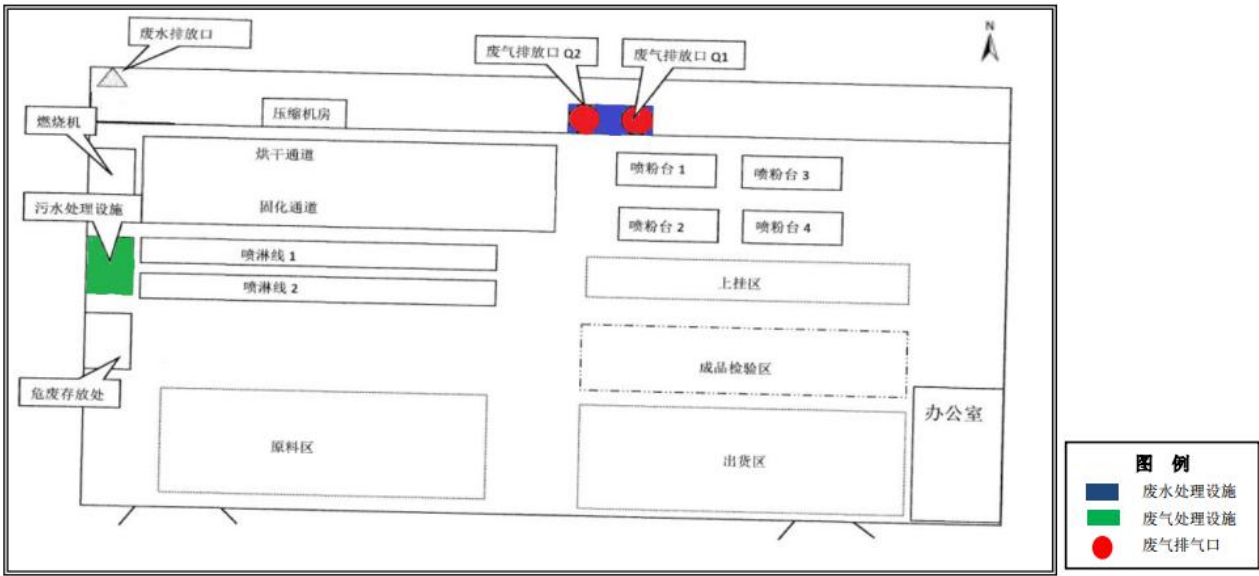 废水排放口
N
废气排放口 Q2
废气排放口 Q1
燃烧机
压缩机房
烘干通道
喷粉台 1
喷粉台 3
污水处理设施
固化通道
喷粉台 2
喷粉台 4
喷淋线 1
喷淋线 2
上挂区
成品检验区
危废存放处
办公室
原料区
出货区
图 例
废水处理设施
废气处理设施
废气排气口